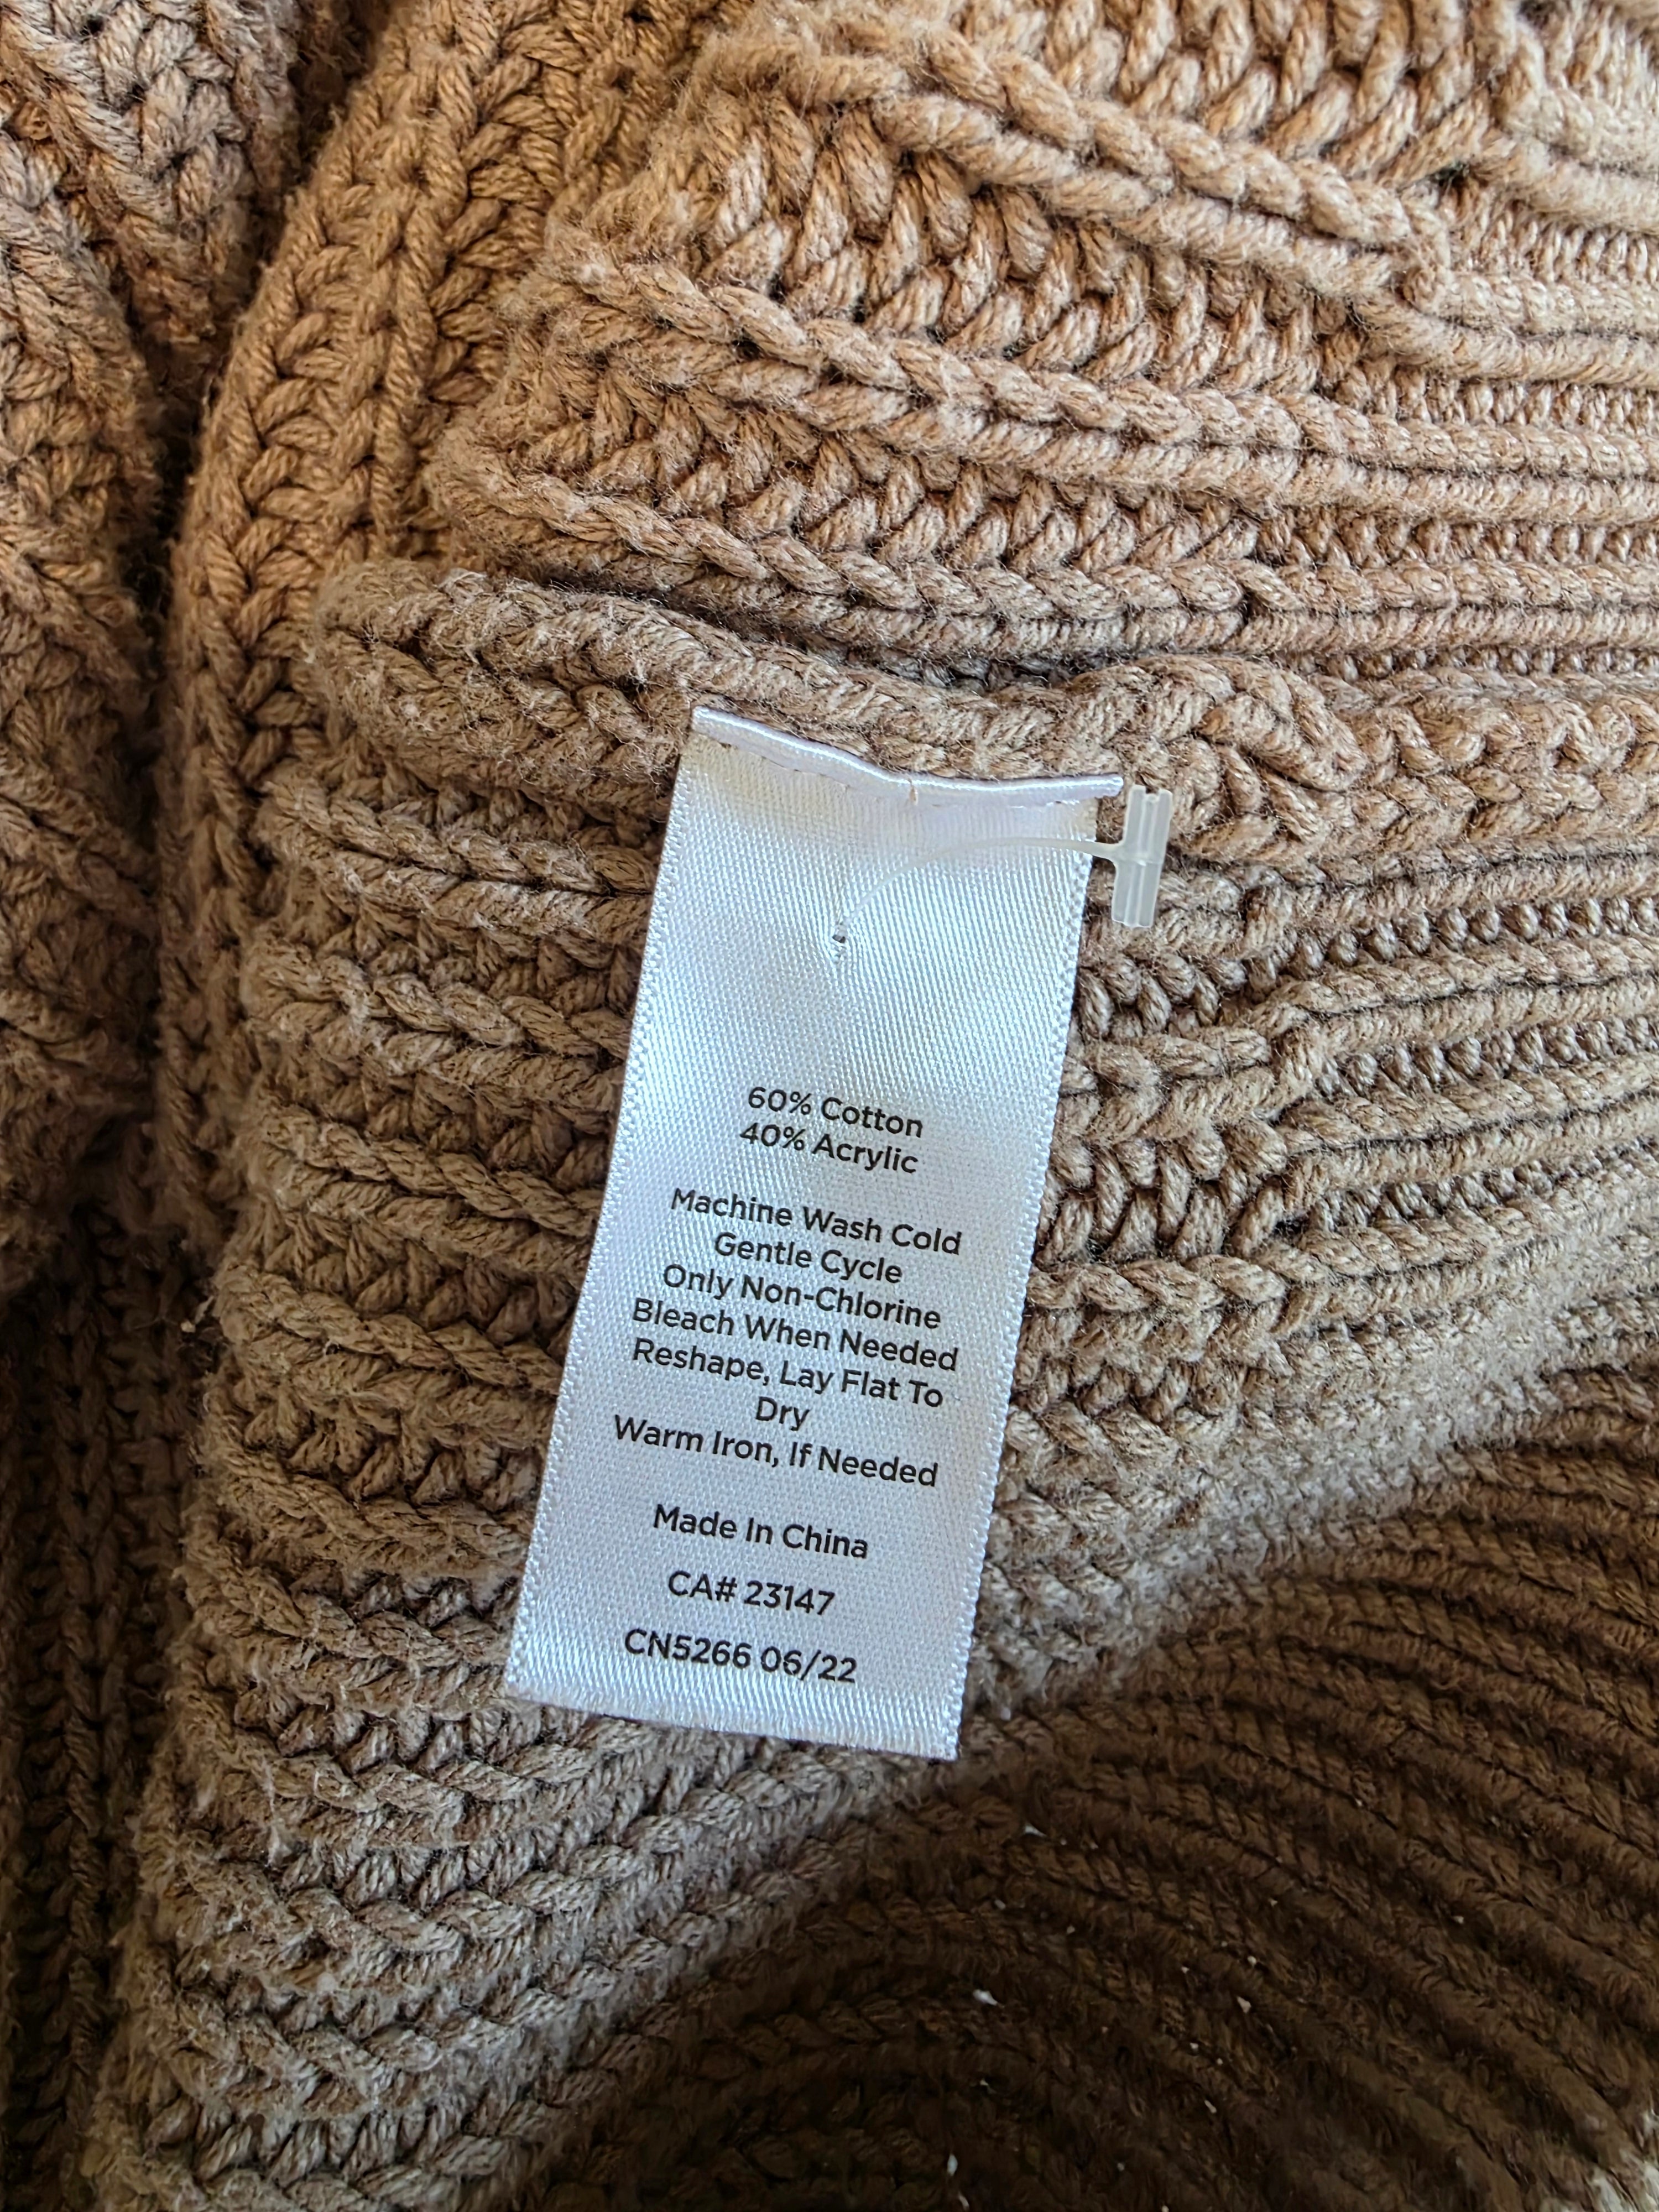 60% Cotton
40% Acrylic
Machine Wash Cold
Gentle Cycle
Only Non-Chlorine
Bleach When Needed
Reshape, Lay Flat To
Dry
Warm Iron, If Needed
Made In China
CA# 23147
CN5266 06/22